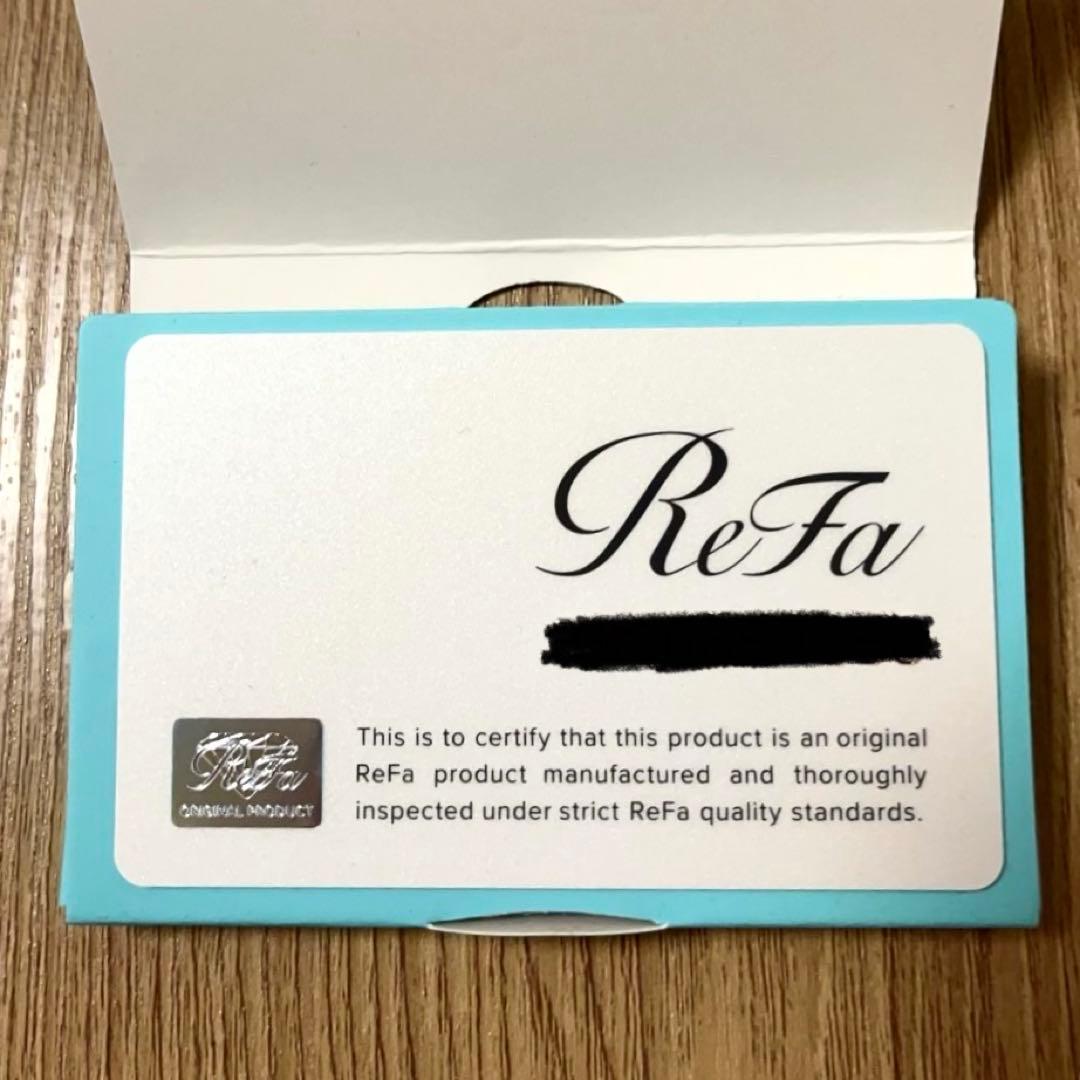 ReFa
ReFa
ORIGINAL PRODUCT
This is to certify that this product is an original
ReFa product manufactured and thoroughly
inspected under strict ReFa quality standards.